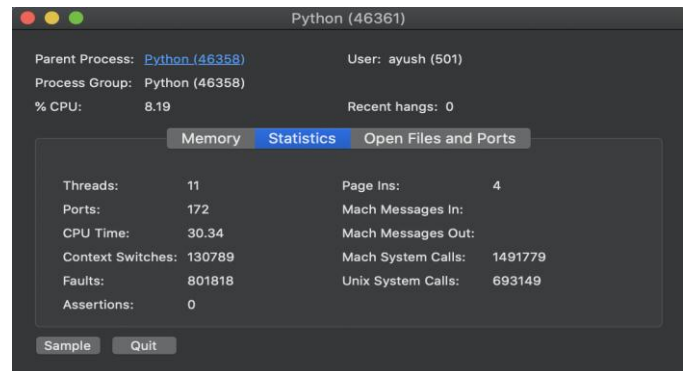 Python (46361)
Parent Process: Python (46358) User: ayush (501)
Process Group: Python (46358)
% CPU: 8.19 Recent hangs: 0
Memory Statistics Open Files and Ports
Threads: 11 Page Ins: 4
Ports: 172 Mach Messages In:
CPU Time: 30.34 Mach Messages Out:
Context Switches: 130789 Mach System Calls: 1491779
Faults: 801818 Unix System Calls: 693149
Assertions: 0
Sample Quit